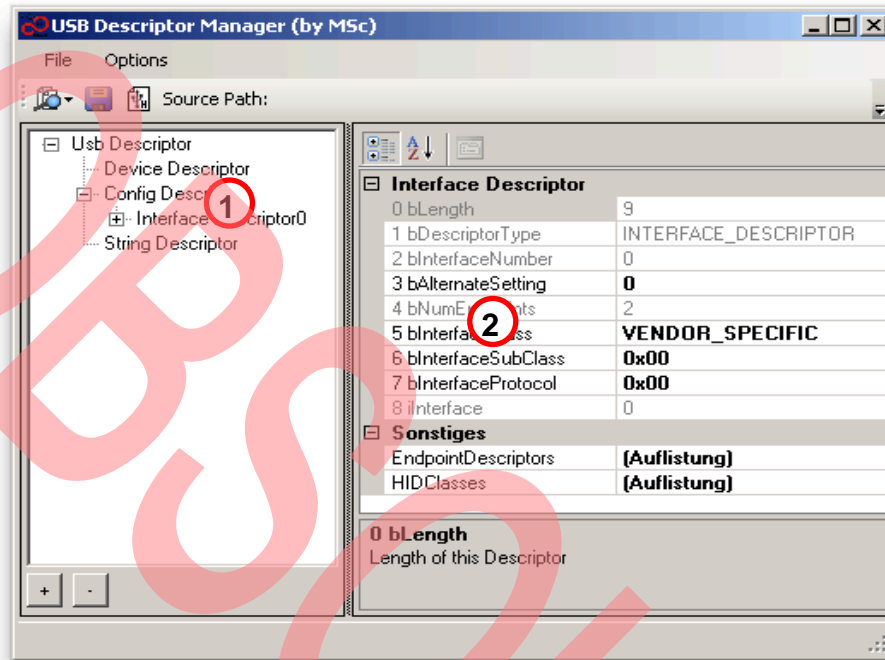 USB Descriptor Manager (by MSc)
File Options
Source Path:
Usb Descriptor
Device Descriptor
Config Descr
1
Interface criptor0
String Descriptor
Interface Descriptor
0 bLength 9
1 bDescriptorType INTERFACE_DESCRIPTOR
2 bInterfaceNumber 0
3 bAlternateSetting 0
4 bNumE nts 2
2
5 bInterfa ss VENDOR_SPECIFIC
6 bInterfaceSubClass 0x00
7 bInterfaceProtocol 0x00
8 iInterface 0
Sonstiges
EndpointDescriptors (Auflistung)
HIDClasses (Auflistung)
0 bLength
Length of this Descriptor
+ -